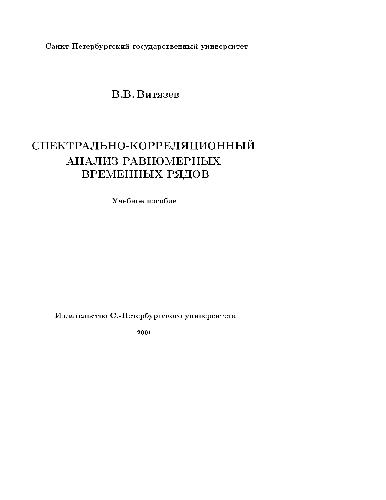 Санкт-Петербургский государственный университет
В.В. Витязев
СПЕКТРАЛЬНО-КОРРЕЛЯЦИОННЫЙ
АНАЛИЗ РАВНОМЕРНЫХ
ВРЕМЕННЫХ РЯДОВ
Учебное пособие
Издательство С.-Петербургского университета
2001